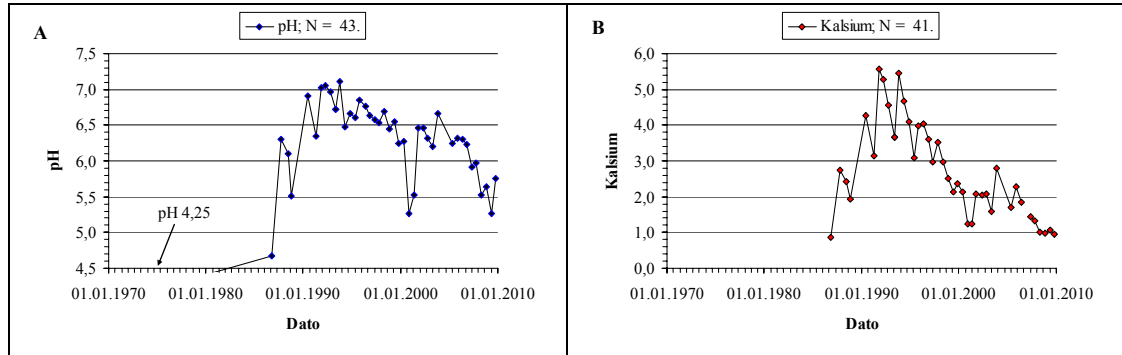 A
pH; N = 43.
7,5
7,0
6,5
6,0
5,5
5,0
4,5
pH
pH 4,25
01.01.1970 01.01.1980 01.01.1990 01.01.2000 01.01.2010
Dato
B
Kalsium; N = 41.
6,0
5,0
4,0
3,0
2,0
1,0
0,0
Kalsium
01.01.1970 01.01.1980 01.01.1990 01.01.2000 01.01.2010
Dato